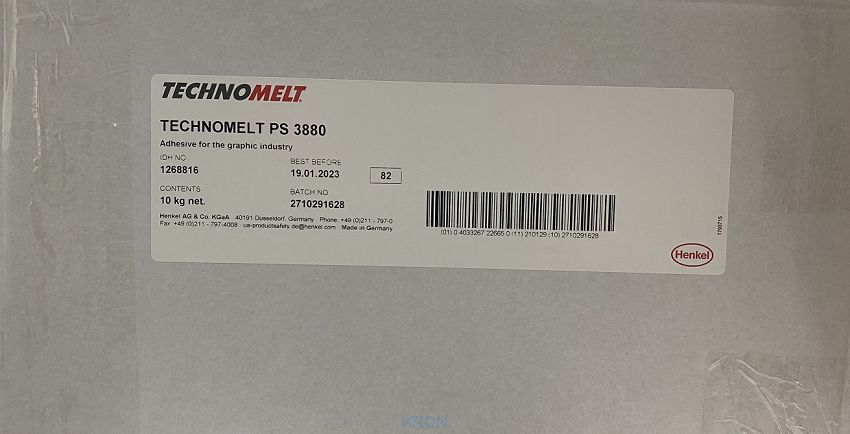 TECHNOMELT
TECHNOMELT PS 3880
Adhesive for the graphic industry
IDH NO
1268816
BEST BEFORE
19.01.2023
82
CONTENTS
10 kg net.
BATCH NO
2710291628
Henkel AG & Co. KGaA 40191 Düsseldorf, Germany Phone: +49 (0)211 - 797-0
Fax +49 (0)211 - 797-4008 ua-productsafety de@henkel com Made in Germany
(01) 0 4033267 22665 0 (11) 210129 (10) 2710291628
1760715
Henkel
KRON